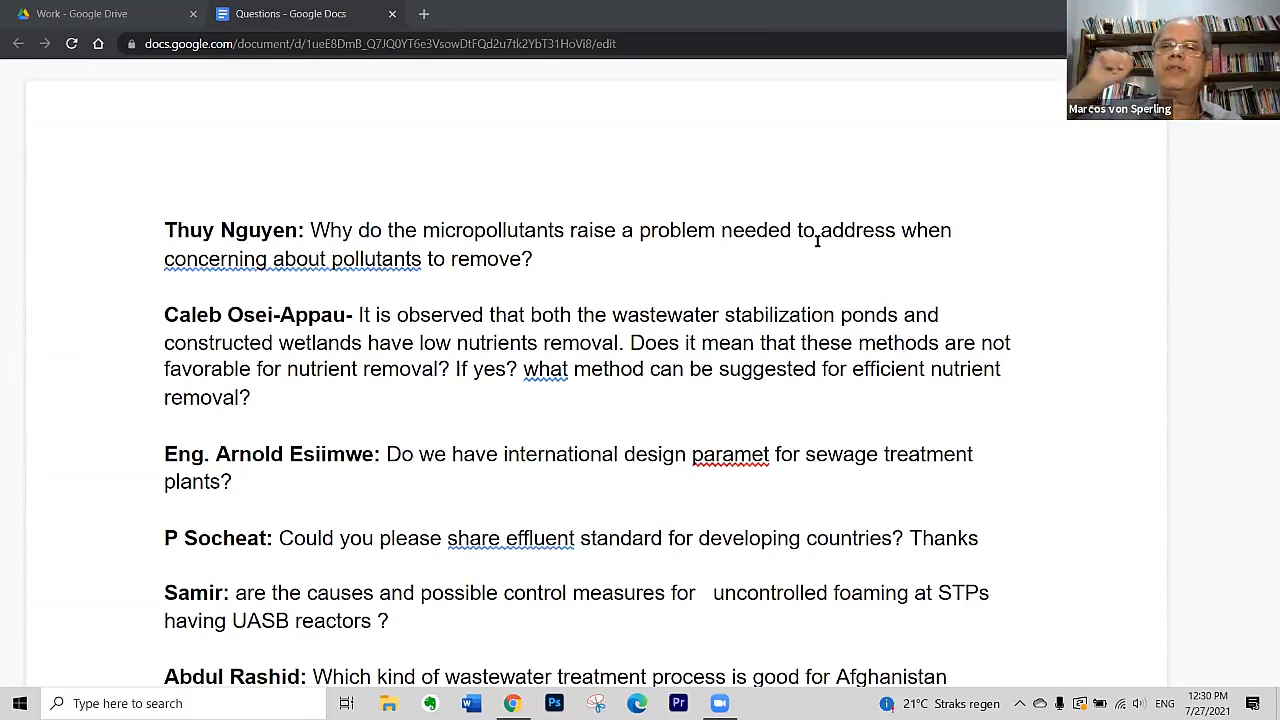 Work - Google Drive
Questions - Google Docs
docs.google.com/document/d/1ueE8DmB_Q7JQ0YT6e3VsowDtFQd2u7tk2YbT31HoVi8/edit
Marcos von Sperling
Thuy Nguyen: Why do the micropollutants raise a problem needed to address when
concerning about pollutants to remove?
Caleb Osei-Appau- It is observed that both the wastewater stabilization ponds and
constructed wetlands have low nutrients removal. Does it mean that these methods are not
favorable for nutrient removal? If yes? what method can be suggested for efficient nutrient
removal?
Eng. Arnold Esiimwe: Do we have international design paramet for sewage treatment
plants?
P Socheat: Could you please share effluent standard for developing countries? Thanks
Samir: are the causes and possible control measures for uncontrolled foaming at STPs
having UASB reactors ?
Abdul Rashid: Which kind of wastewater treatment process is good for Afghanistan
Type here to search
Ps
Pr
21°C Straks regen
ENG
12:30 PM
7/27/2021